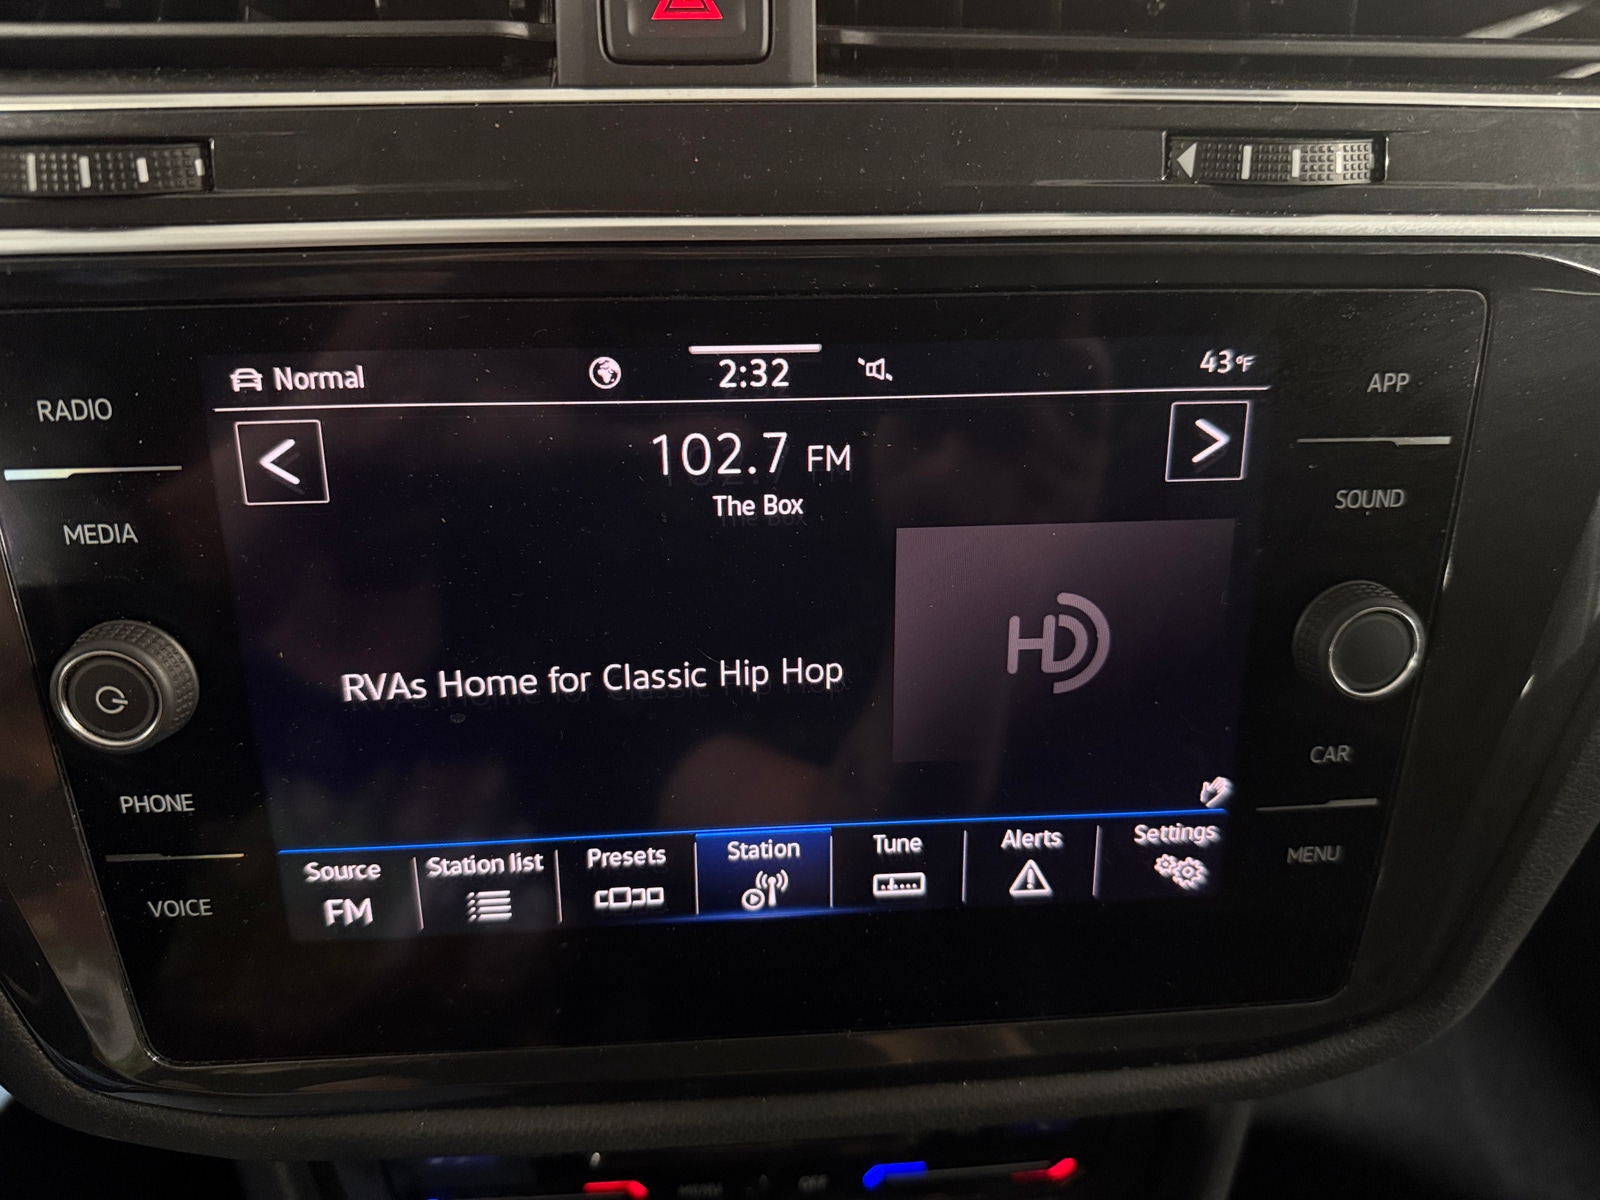 Normal
2:32
43°F
102.7 FM
The Box
HD
RVAs Home for Classic Hip Hop
Source
FM
Station list
Presets
Station
Tune
Alerts
Settings
RADIO
MEDIA
PHONE
VOICE
APP
SOUND
CAR
MENU
OFF